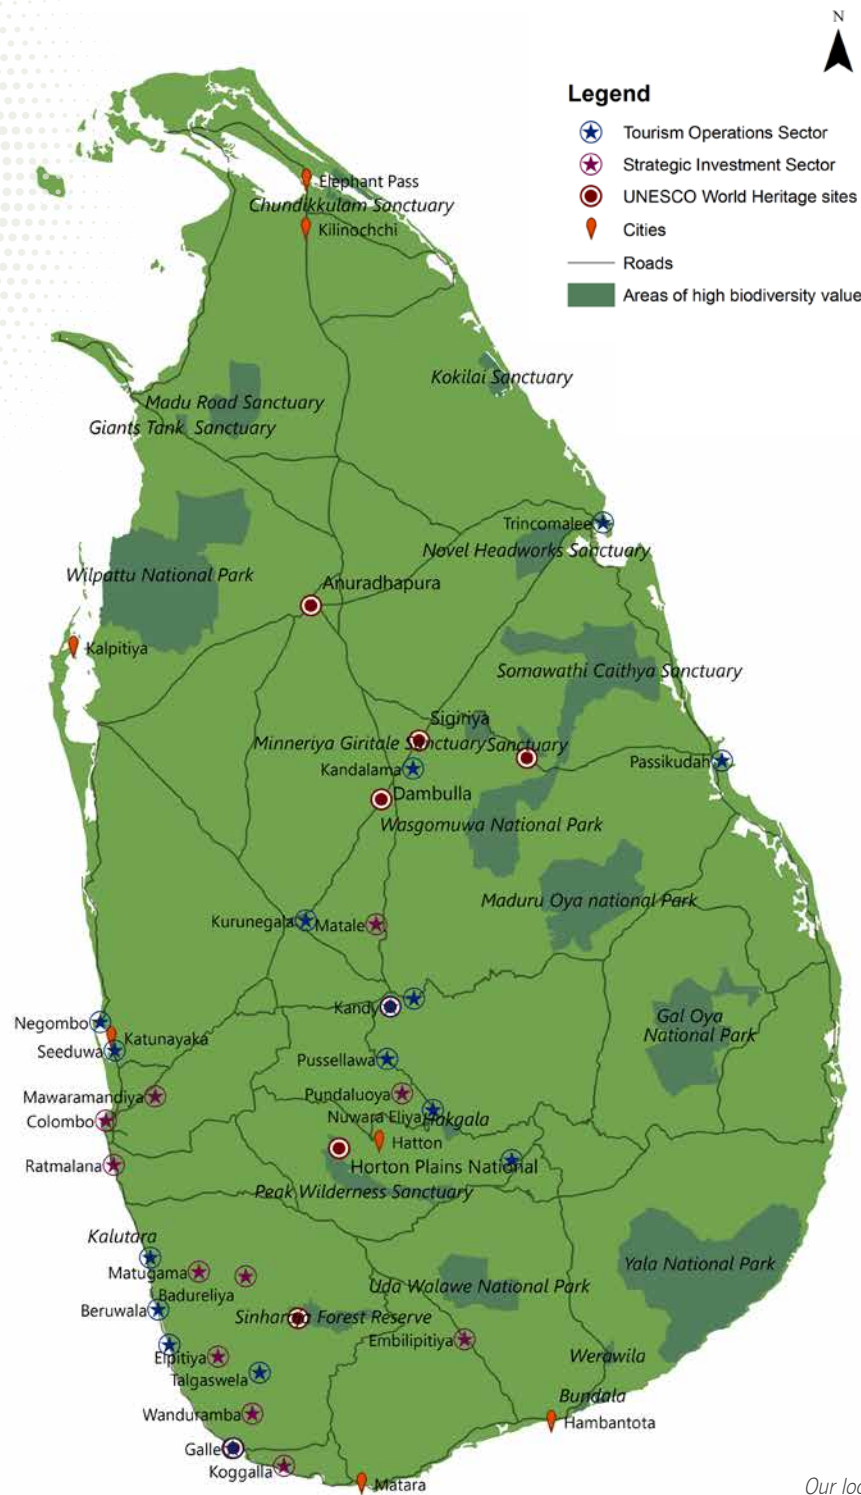 N
Legend
Tourism Operations Sector
Strategic Investment Sector
UNESCO World Heritage sites
Cities
Roads
Areas of high biodiversity value
Elephant Pass
Chundikkulam Sanctuary
Kilinochchi
Kokilai Sanctuary
Madu Road Sanctuary
Giants Tank Sanctuary
Trincomalee
Novel Headworks Sanctuary
Wilpattu National Park
Anuradhapura
Kalpitiya
Somawathi Caithya Sanctuary
Sigiriya
Minneriya Giritale Sanctuary
Sanctuary
Passikudah
Kandalama
Dambulla
Wasgomuwa National Park
Maduru Oya national Park
Kurunegala
Matale
Kandy
Gal Oya
National Park
Negombo
Katunayaka
Seeduwa
Pussellawa
Mawaramandiya
Pundaluoya
Colombo
Nuwara Eliya
Hakgala
Hatton
Ratmalana
Horton Plains National
Peak Wilderness Sanctuary
Kalutara
Yala National Park
Matugama
Badureliya
Uda Walawe National Park
Beruwala
Sinharaja Forest Reserve
Embilipitiya
Elpitiya
Werawila
Talgaswela
Bundala
Wanduramba
Hambantota
Galle
Koggalla
Matara
Our loc